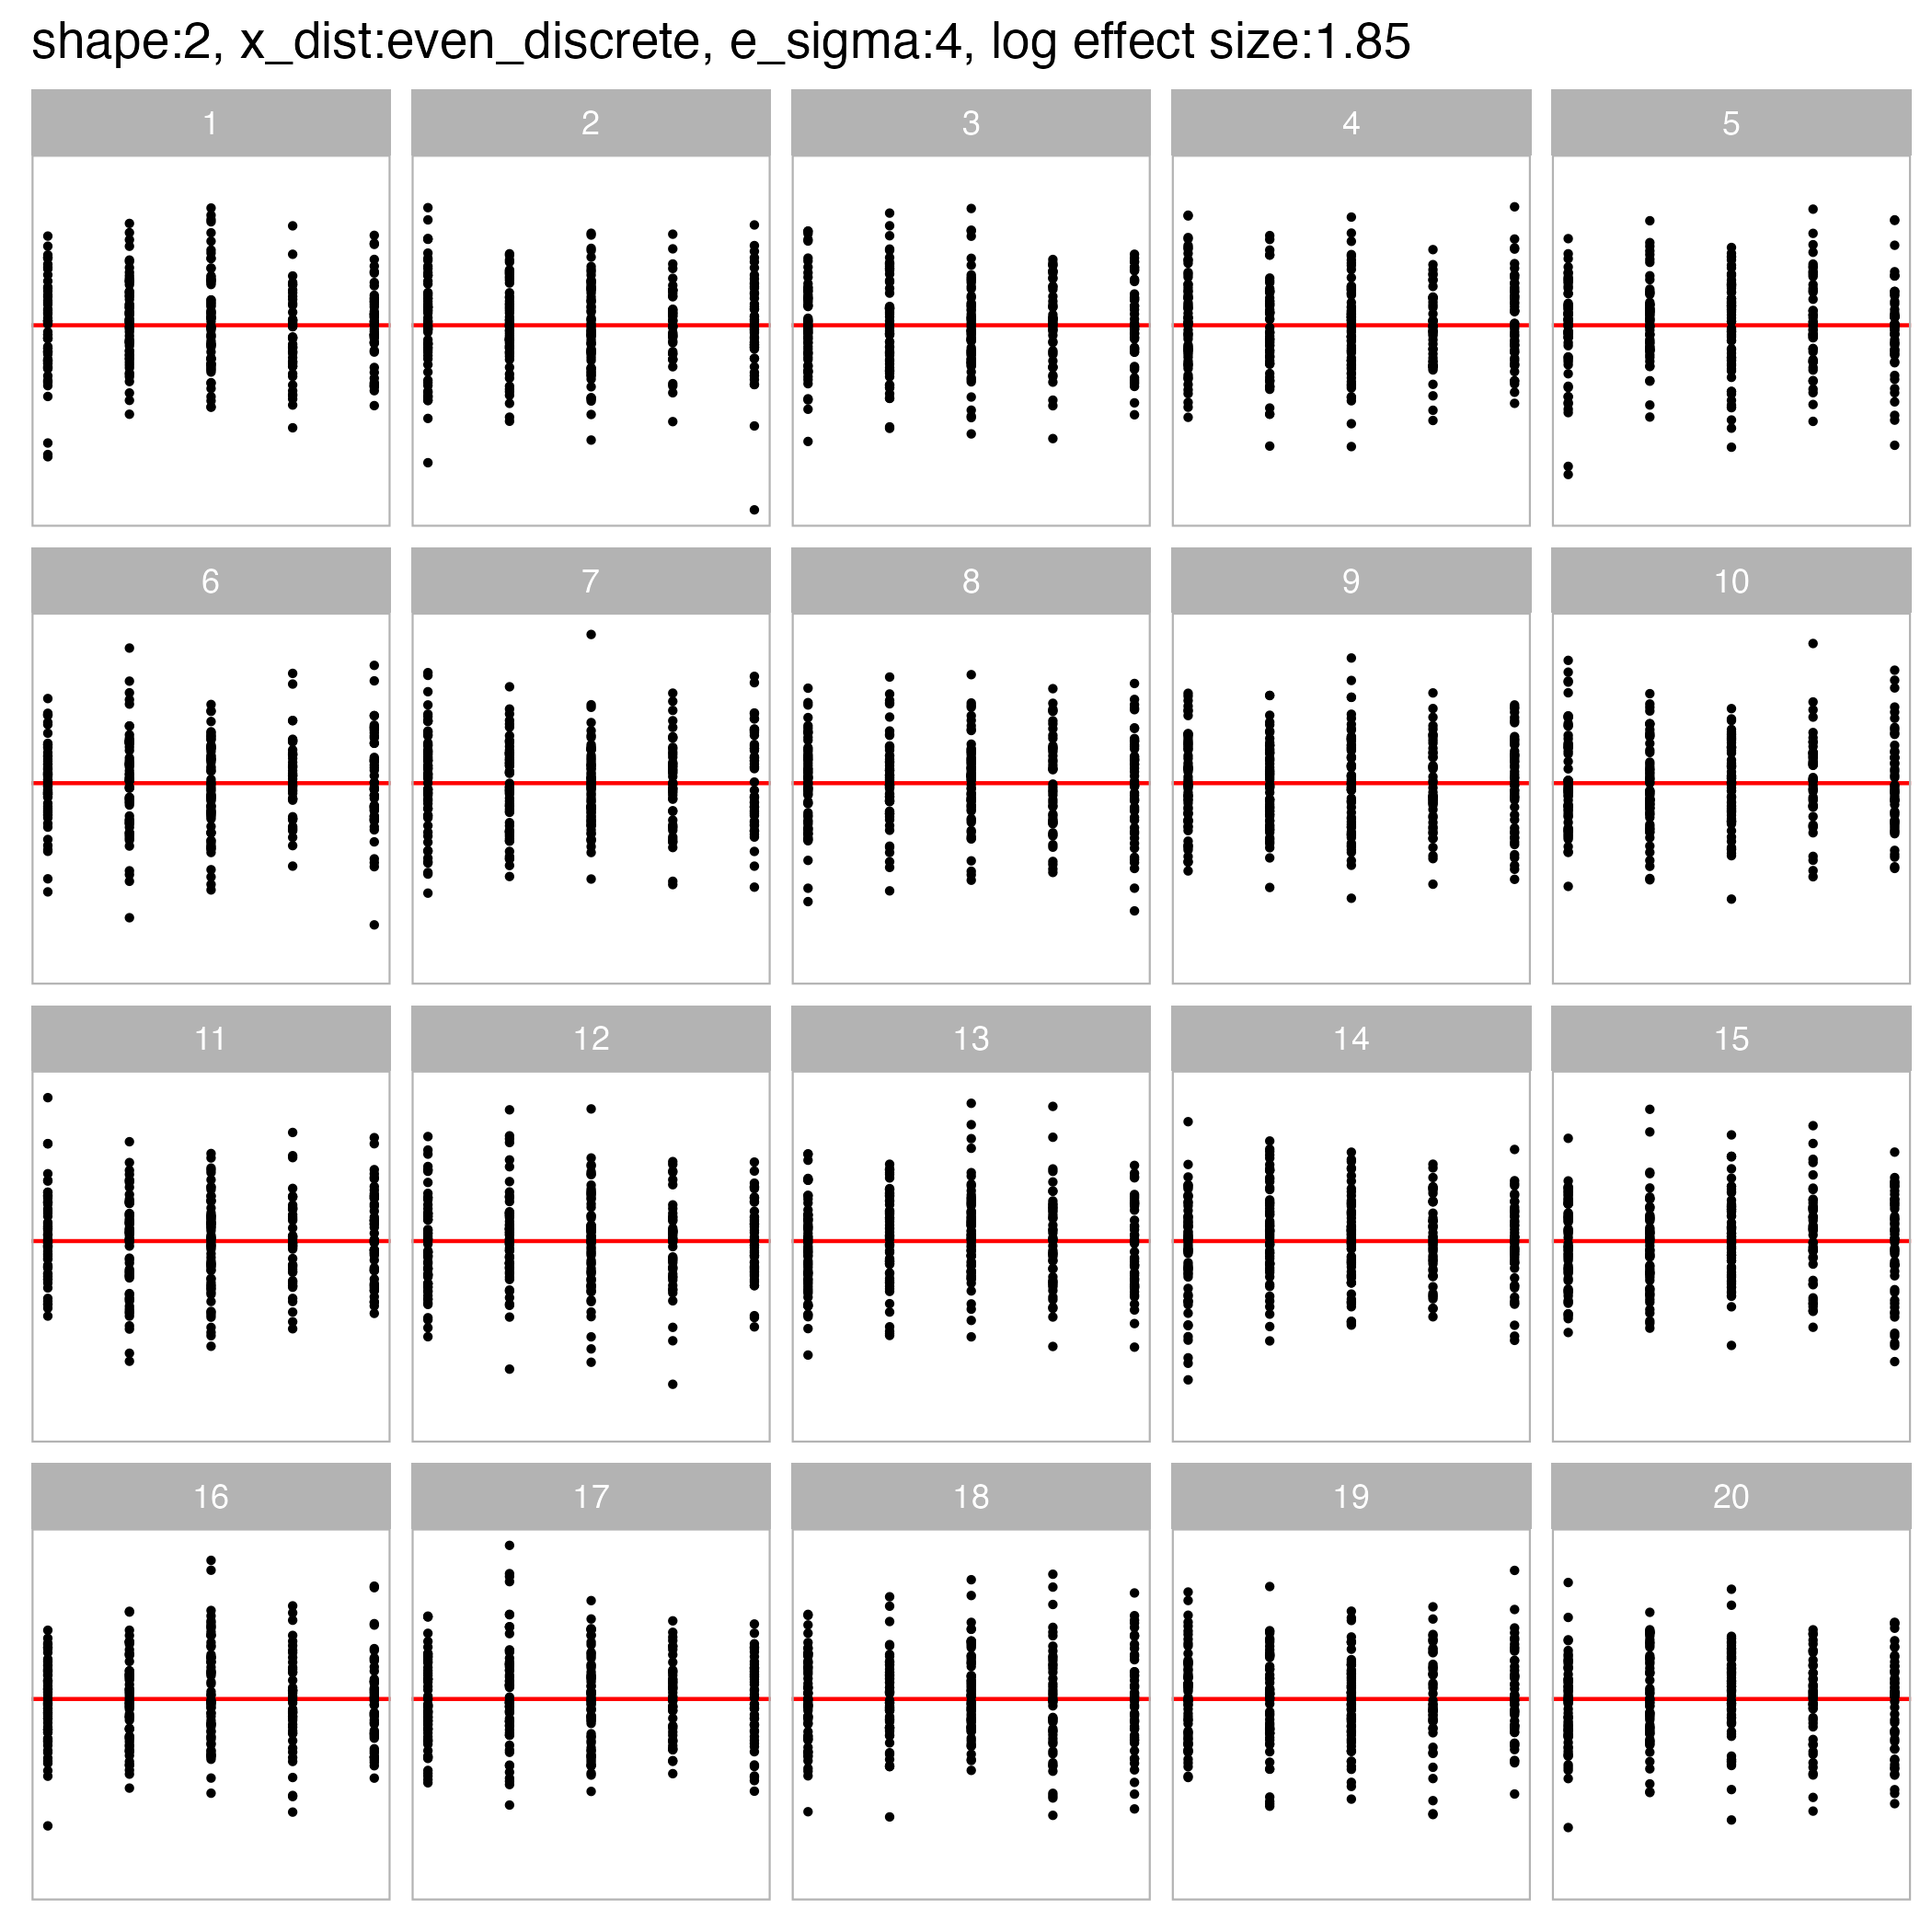 shape:2, x_dist:even_discrete, e_sigma:4, log effect size:1.85
1 2 3 4 5
6 7 8 9 10
11 12 13 14 15
16 17 18 19 20